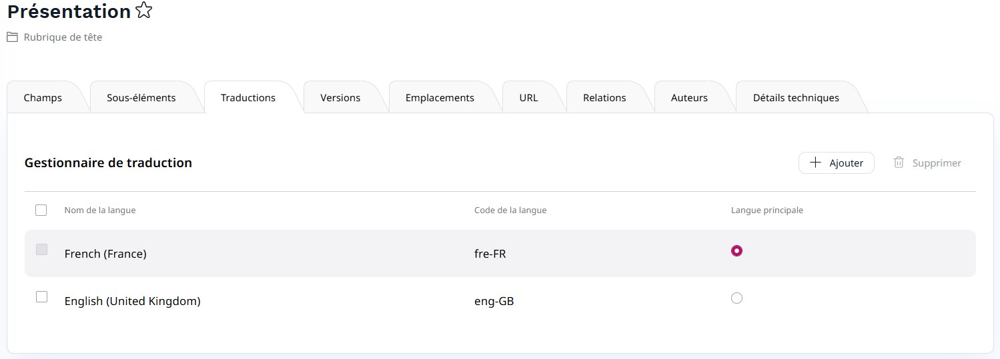 Présentation
Rubrique de tête
Champs Sous-éléments Traductions Versions Emplacements URL Relations Auteurs Détails techniques
Gestionnaire de traduction Ajouter Supprimer
Nom de la langue Code de la langue Langue principale
French (France) fre-FR
English (United Kingdom) eng-GB